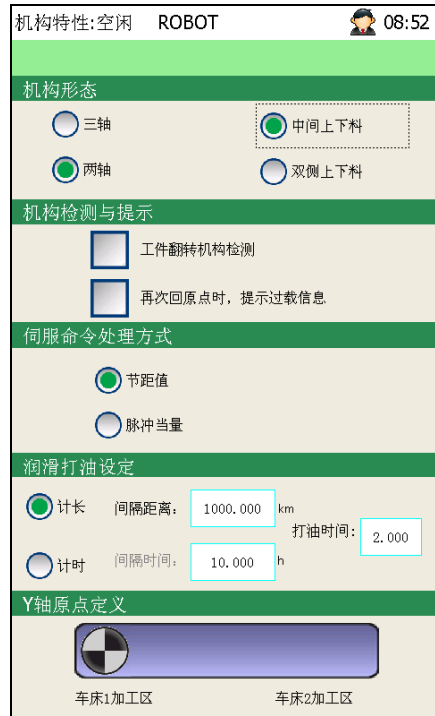 机构特性:空闲 ROBOT 08:52
机构形态
三轴 中间上下料
两轴 双侧上下料
机构检测与提示
工件翻转机构检测
再次回原点时，提示过载信息
伺服命令处理方式
节距值
脉冲当量
润滑打油设定
计长 间隔距离： 1000.000 km
打油时间： 2.000
计时 间隔时间： 10.000 h
Y轴原点定义
车床1加工区 车床2加工区